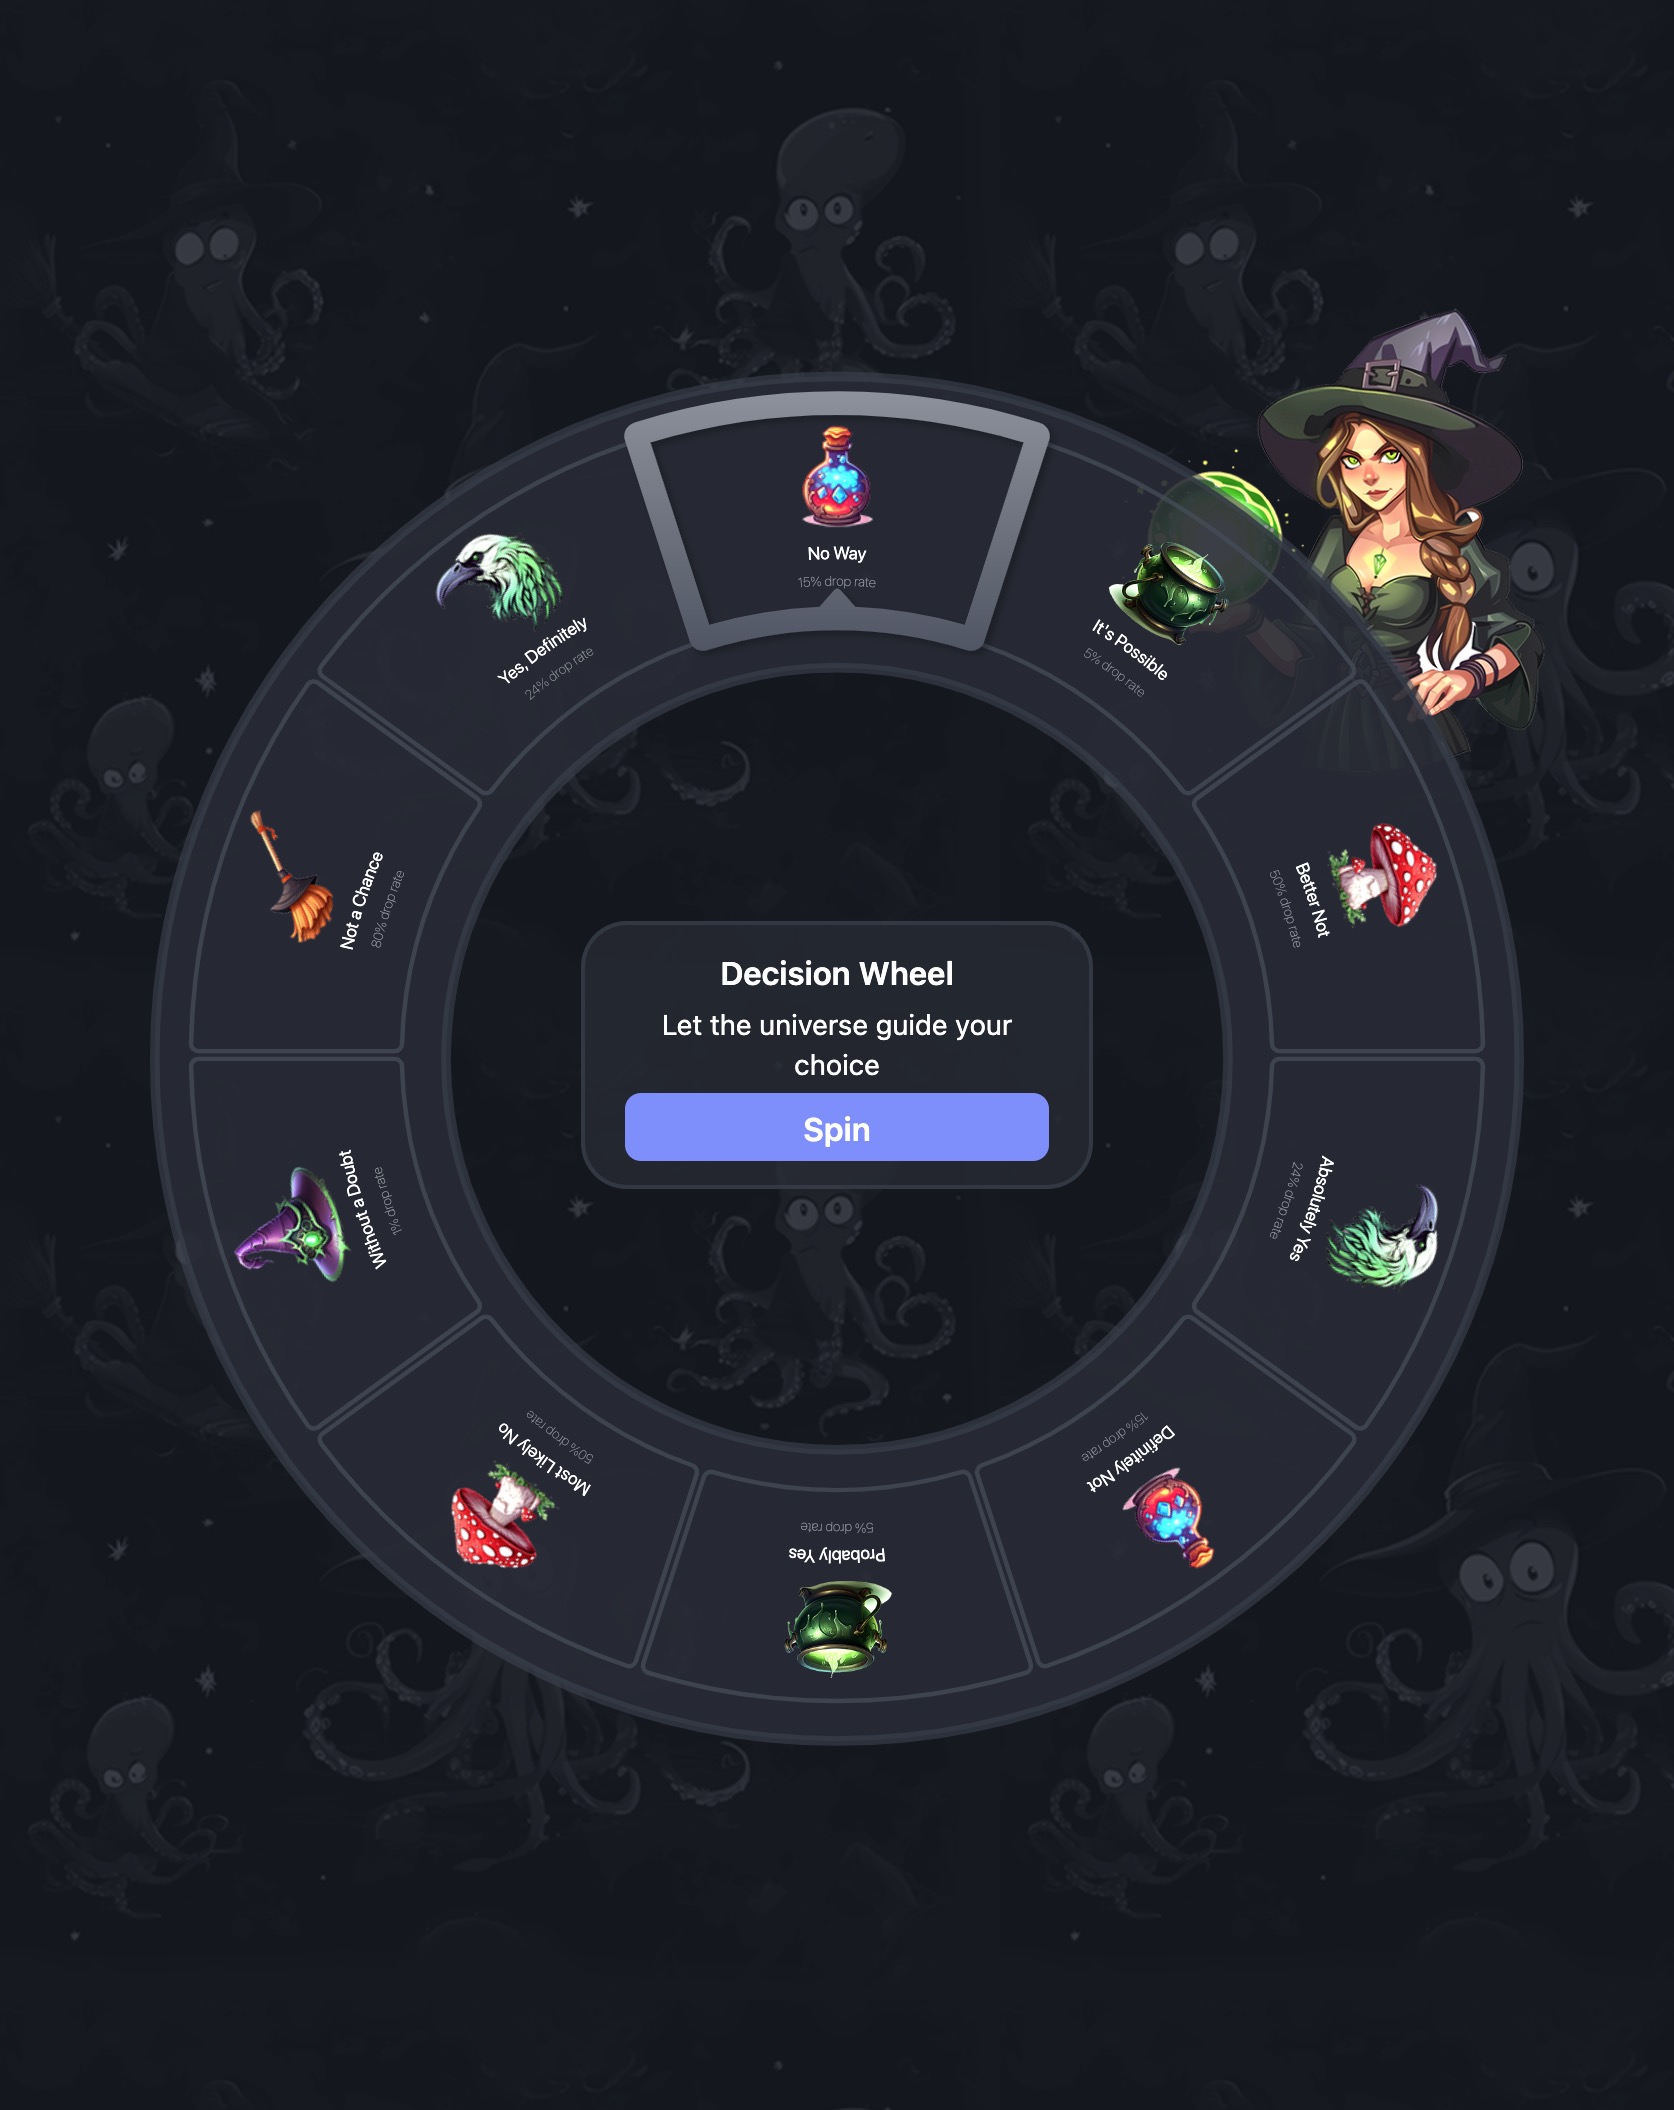 No Way
15% drop rate
It's Possible
5% drop rate
Better Not
50% drop rate
Absolutely Yes
24% drop rate
Definitely Not
15% drop rate
Probably Yes
5% drop rate
Most Likely No
50% drop rate
Without a Doubt
1% drop rate
Not a Chance
80% drop rate
Yes, Definitely
24% drop rate
Decision Wheel
Let the universe guide your
choice
Spin